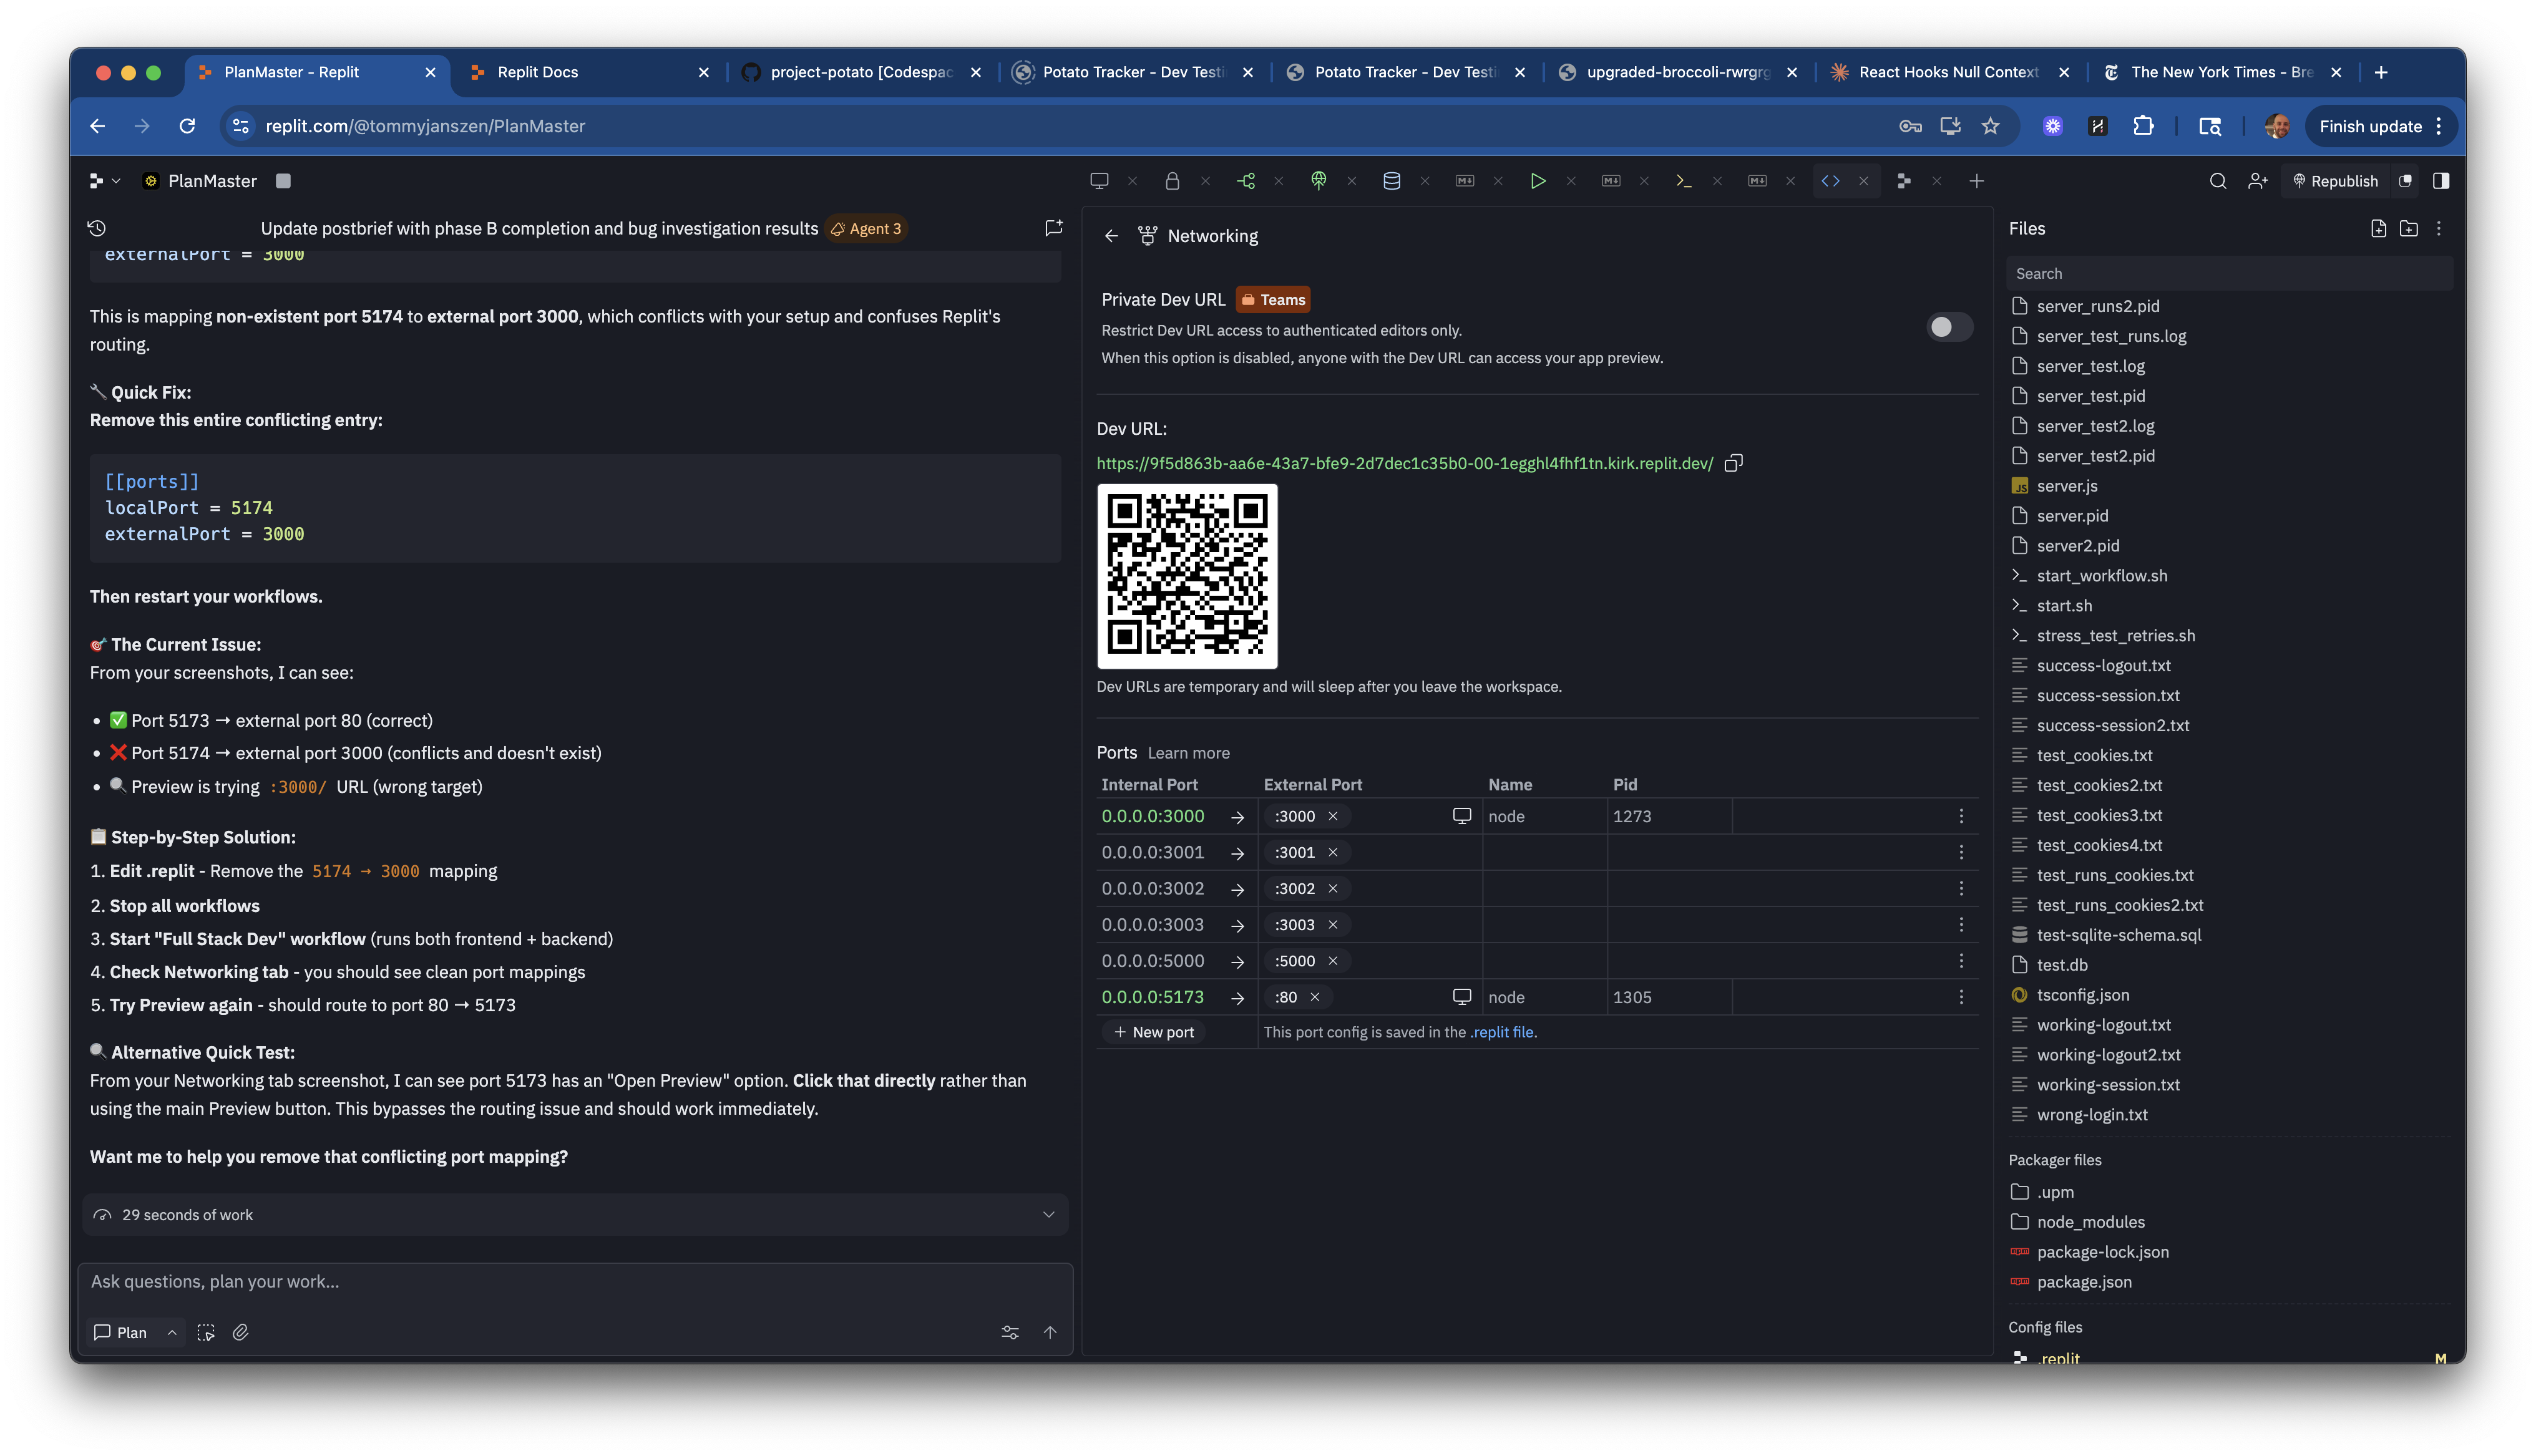 PlanMaster - Replit
Replit Docs
project-potato [Codespac
Potato Tracker - Dev Testi
Potato Tracker - Dev Testi
upgraded-broccoli-rwrgrg
React Hooks Null Context
The New York Times - Bre
replit.com/@tommyjanszen/PlanMaster
Finish update
PlanMaster
Republish
Update postbrief with phase B completion and bug investigation results
Agent 3
externalPort = 3000
This is mapping non-existent port 5174 to external port 3000, which conflicts with your setup and confuses Replit's
routing.
🔧 Quick Fix:
Remove this entire conflicting entry:
[[ports]]
localPort = 5174
externalPort = 3000
Then restart your workflows.
🎯 The Current Issue:
From your screenshots, I can see:
• ✅ Port 5173 → external port 80 (correct)
• ❌ Port 5174 → external port 3000 (conflicts and doesn't exist)
• 🔍 Preview is trying :3000/ URL (wrong target)
📋 Step-by-Step Solution:
1. Edit .replit - Remove the 5174 → 3000 mapping
2. Stop all workflows
3. Start "Full Stack Dev" workflow (runs both frontend + backend)
4. Check Networking tab - you should see clean port mappings
5. Try Preview again - should route to port 80 → 5173
🔍 Alternative Quick Test:
From your Networking tab screenshot, I can see port 5173 has an "Open Preview" option. Click that directly rather than
using the main Preview button. This bypasses the routing issue and should work immediately.
Want me to help you remove that conflicting port mapping?
29 seconds of work
Ask questions, plan your work...
Plan
Networking
Private Dev URL
Teams
Restrict Dev URL access to authenticated editors only.
When this option is disabled, anyone with the Dev URL can access your app preview.
Dev URL:
https://9f5d863b-aa6e-43a7-bfe9-2d7dec1c35b0-00-1egghl4fhf1tn.kirk.replit.dev/
Dev URLs are temporary and will sleep after you leave the workspace.
Ports Learn more
Internal Port External Port Name Pid
0.0.0.0:3000 → :3000 node 1273
0.0.0.0:3001 → :3001
0.0.0.0:3002 → :3002
0.0.0.0:3003 → :3003
0.0.0.0:5000 → :5000
0.0.0.0:5173 → :80 node 1305
+ New port This port config is saved in the .replit file.
Files
Search
server_runs2.pid
server_test_runs.log
server_test.log
server_test.pid
server_test2.log
server_test2.pid
JS server.js
server.pid
server2.pid
start_workflow.sh
start.sh
stress_test_retries.sh
success-logout.txt
success-session.txt
success-session2.txt
test_cookies.txt
test_cookies2.txt
test_cookies3.txt
test_cookies4.txt
test_runs_cookies.txt
test_runs_cookies2.txt
test-sqlite-schema.sql
test.db
tsconfig.json
working-logout.txt
working-logout2.txt
working-session.txt
wrong-login.txt
Packager files
.upm
node_modules
package-lock.json
package.json
Config files
.replit M